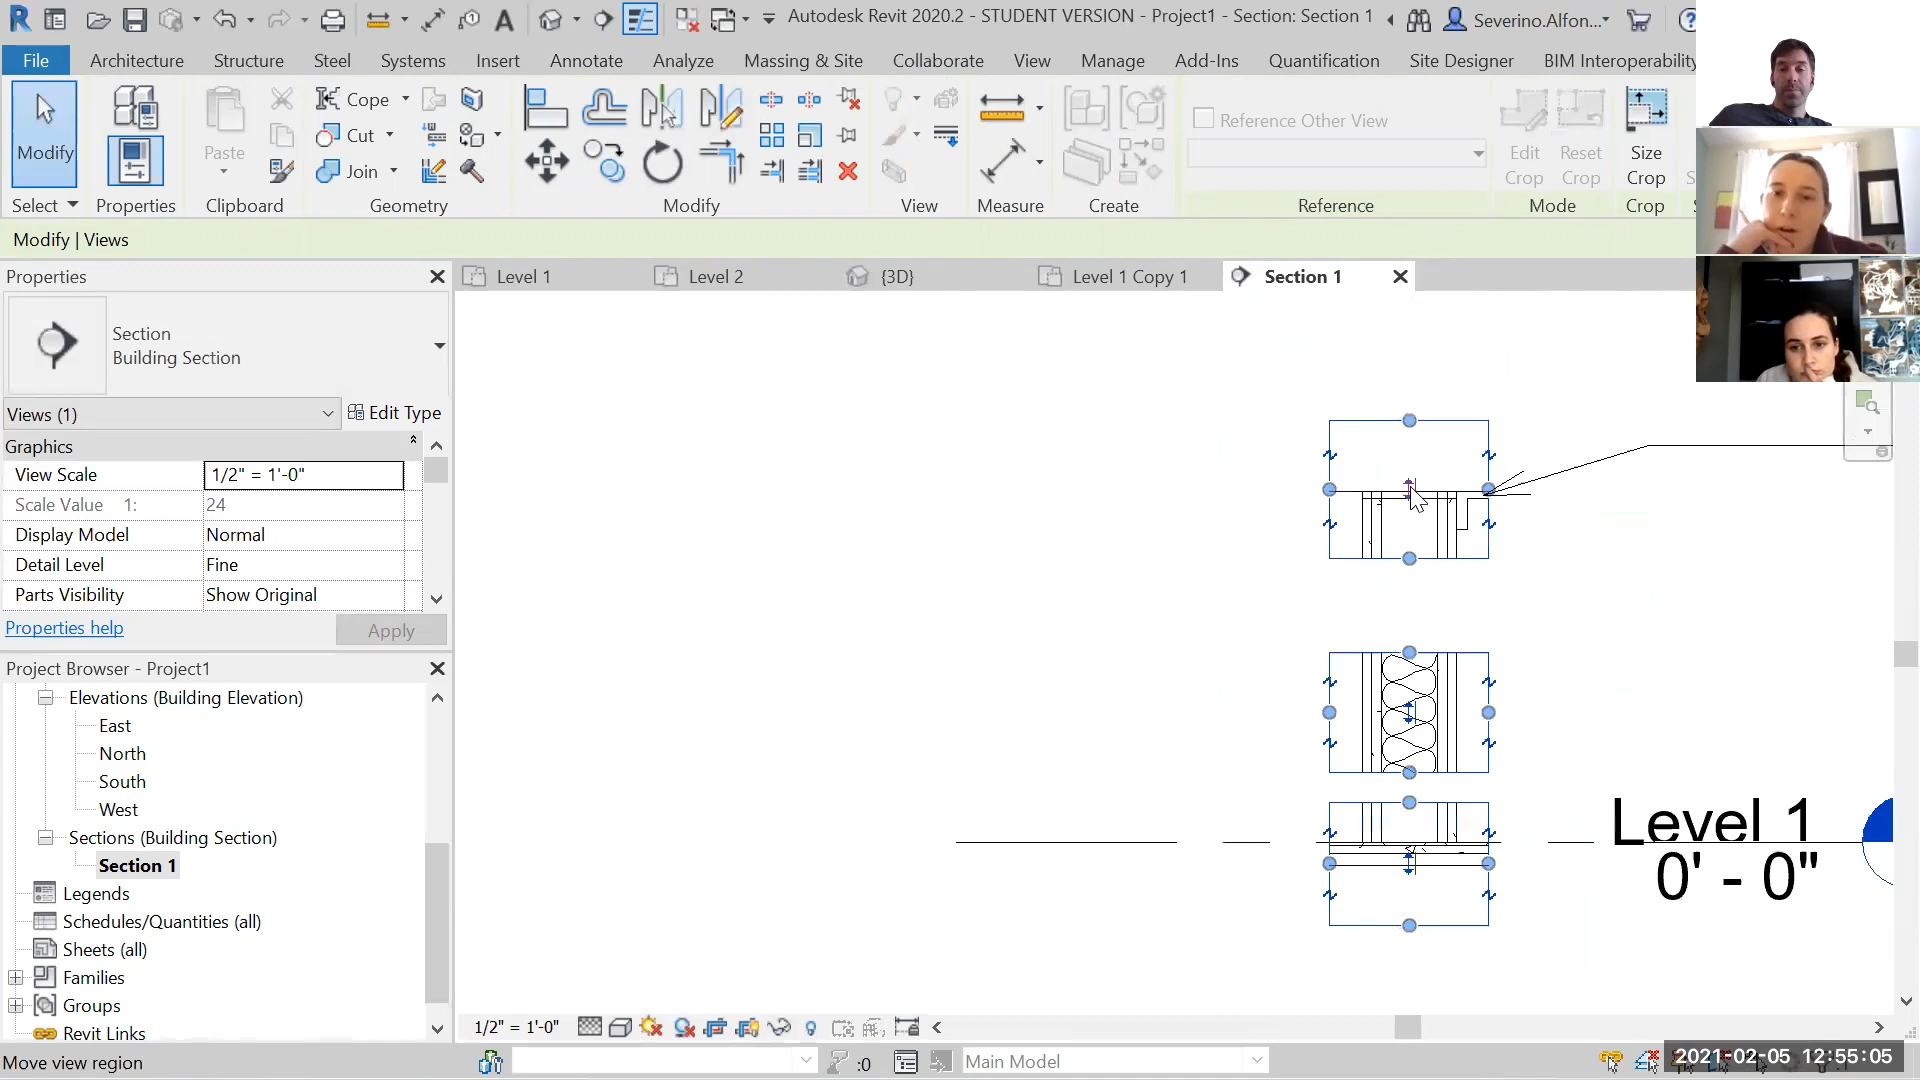 Autodesk Revit 2020.2 - STUDENT VERSION - Project1 - Section: Section 1
Severino.Alfon...
File Architecture Structure Steel Systems Insert Annotate Analyze Massing & Site Collaborate View Manage Add-Ins Quantification Site Designer BIM Interoperability
Modify
Paste
Cope
Cut
Join
Reference Other View
Edit Crop
Reset Crop
Size Crop
Select Properties Clipboard Geometry Modify View Measure Create Reference Mode Crop
Modify | Views
Properties
Level 1 Level 2 {3D} Level 1 Copy 1 Section 1
Section
Building Section
Views (1) Edit Type
Graphics
View Scale 1/2" = 1'-0"
Scale Value 1: 24
Display Model Normal
Detail Level Fine
Parts Visibility Show Original
Properties help Apply
Project Browser - Project1
Elevations (Building Elevation)
East
North
South
West
Sections (Building Section)
Section 1
Legends
Schedules/Quantities (all)
Sheets (all)
Families
Groups
Revit Links
Level 1
0' - 0"
1/2" = 1'-0"
Move view region
:0
Main Model
2021-02-05 12:55:05